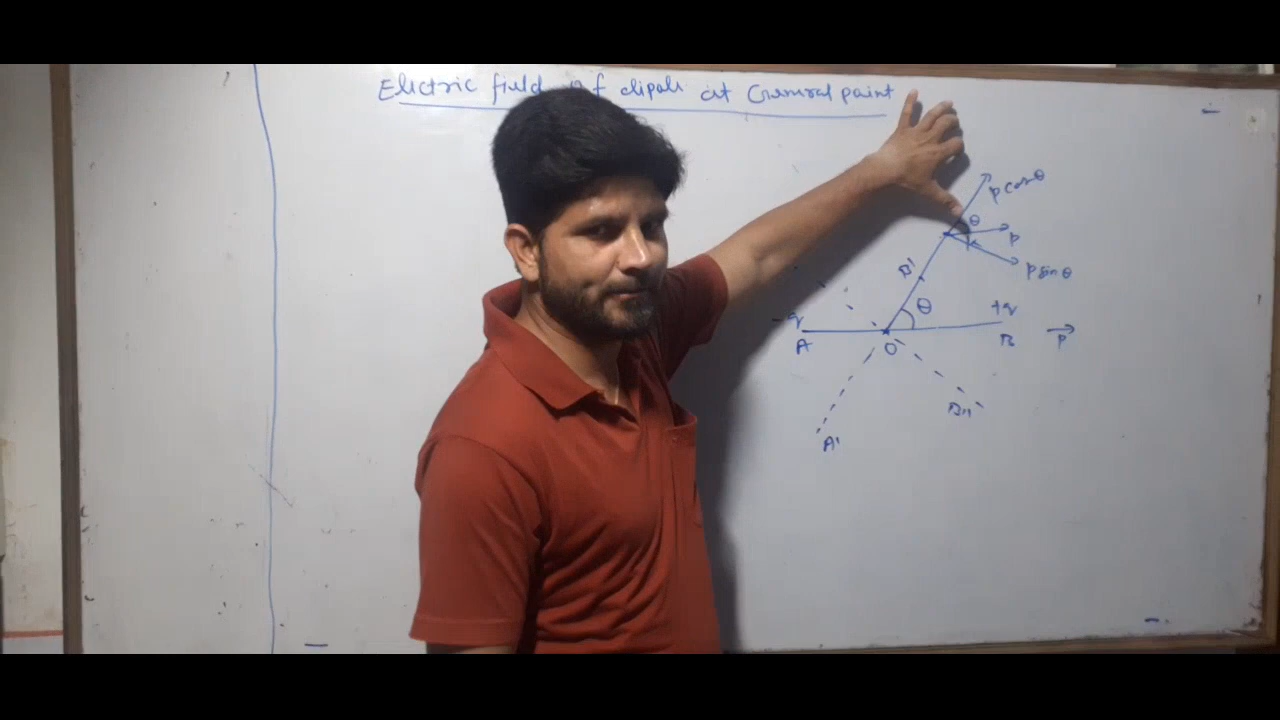 Electric field of dipole at General point
p cosθ
θ
p
p sinθ
B'
θ
-q
+q
A
O
B
p
B"
A'